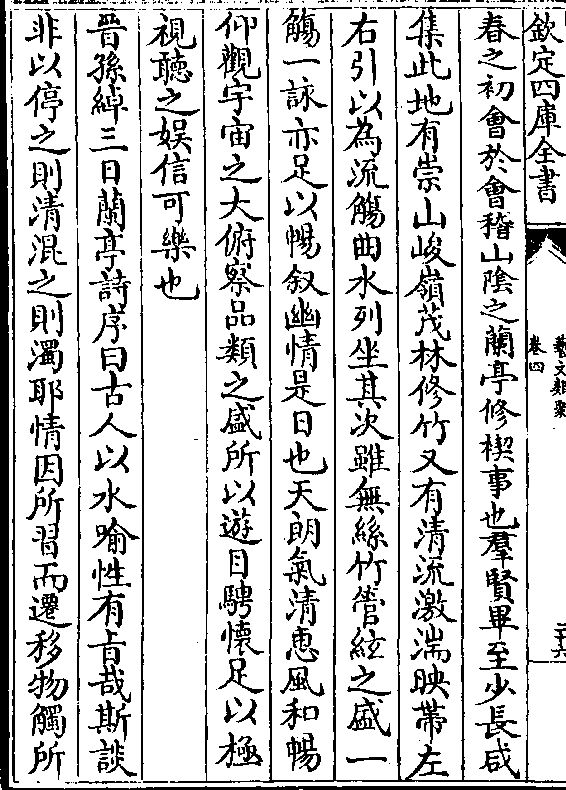 欽定四庫全書
藝文類聚
卷四
二十六
春之初會於會稽山陰之蘭亭修禊事也羣賢畢至少長咸
集此地有崇山峻嶺茂林修竹又有清流激湍映帶左
右引以為流觴曲水列坐其次雖無絲竹管絃之盛一
觴一詠亦足以暢叙幽情是日也天朗氣清惠風和暢
仰觀宇宙之大俯察品類之盛所以遊目騁懷足以極
視聽之娱信可樂也
晉孫綽三日蘭亭詩序曰古人以水喻性有旨哉斯談
非以停之則清混之則濁耶情因所習而遷移物觸所